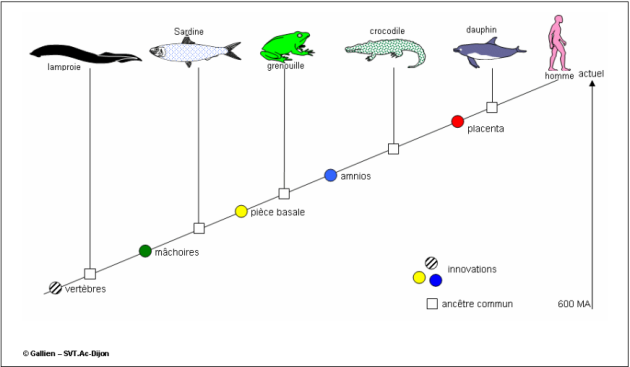 lamproie
Sardine
grenouille
crocodile
dauphin
homme
actuel
placenta
amnios
pièce basale
mâchoires
vertèbres
innovations
ancêtre commun
600 MA
© Gallien – SVT.Ac-Dijon